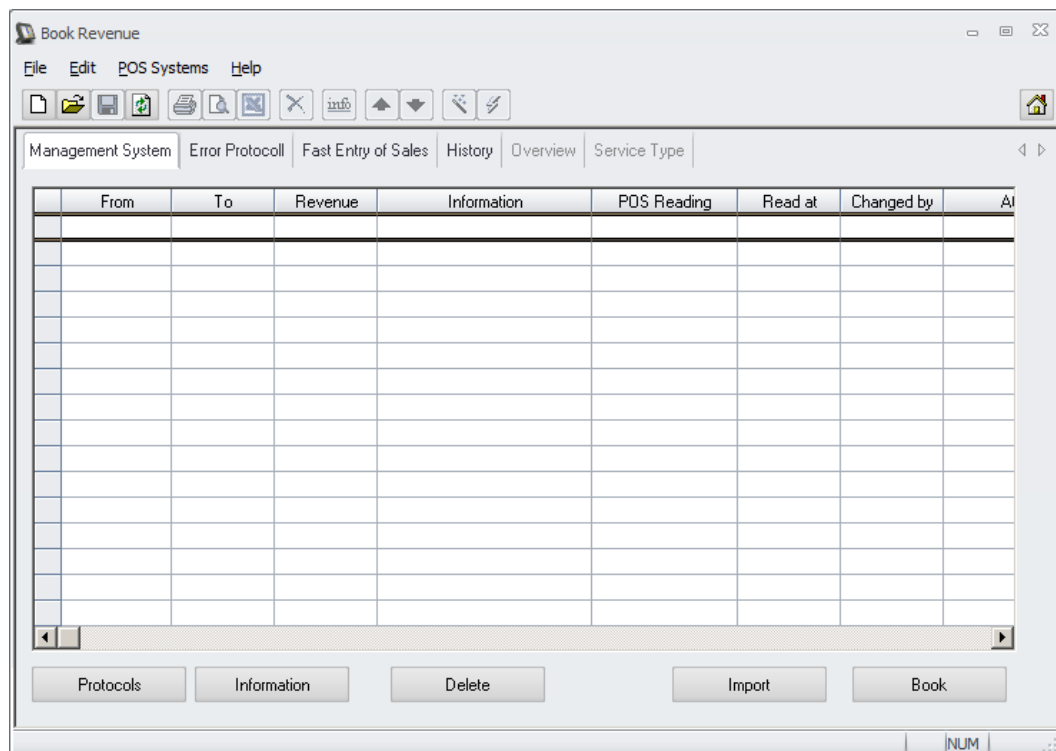 Book Revenue
File Edit POS Systems Help
info
Management System Error Protocoll Fast Entry of Sales History Overview Service Type
From To Revenue Information POS Reading Read at Changed by
Protocols Information Delete Import Book
NUM